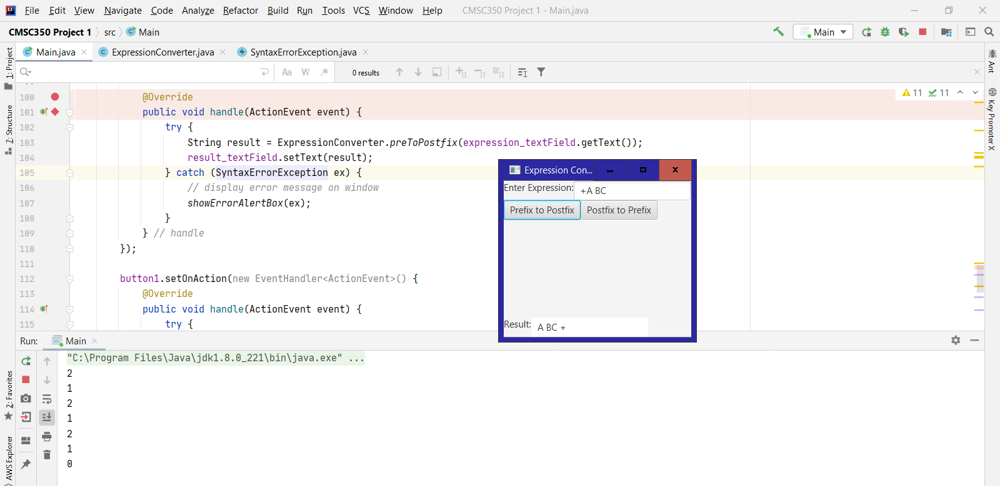 File Edit View Navigate Code Analyze Refactor Build Run Tools VCS Window Help CMSC350 Project 1 - Main.java
CMSC350 Project 1 src Main Main
Main.java ExpressionConverter.java SyntaxErrorException.java
Aa W .* 0 results
1: Project
7: Structure
2: Favorites
AWS Explorer
Ant
Key Promoter X
11 11
100 @Override
101 public void handle(ActionEvent event) {
102 try {
103 String result = ExpressionConverter.preToPostfix(expression_textField.getText());
104 result_textField.setText(result);
105 } catch (SyntaxErrorException ex) {
106 // display error message on window
107 showErrorAlertBox(ex);
108 }
109 } // handle
110 });
111
112 button1.setOnAction(new EventHandler<ActionEvent>() {
113 @Override
114 public void handle(ActionEvent event) {
115 try {
Expression Con...
Enter Expression: +A BC
Prefix to Postfix Postfix to Prefix
Result: A BC +
Run: Main
"C:\Program Files\Java\jdk1.8.0_221\bin\java.exe" ...
2
1
2
1
2
1
0